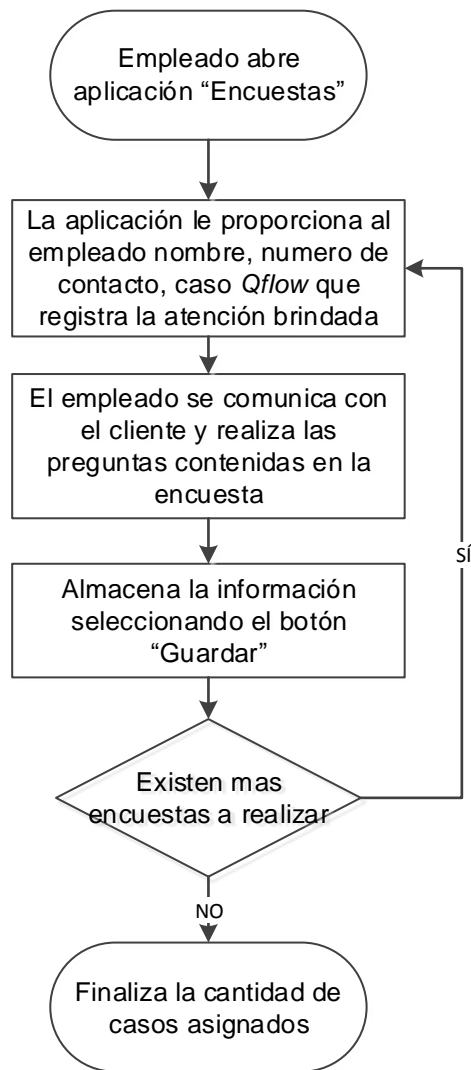 Empleado abre
aplicación “Encuestas”
La aplicación le proporciona al
empleado nombre, numero de
contacto, caso Qflow que
registra la atención brindada
El empleado se comunica con
el cliente y realiza las
preguntas contenidas en la
encuesta
Almacena la información
seleccionando el botón
“Guardar”
Existen mas
encuestas a realizar
SÍ
NO
Finaliza la cantidad de
casos asignados